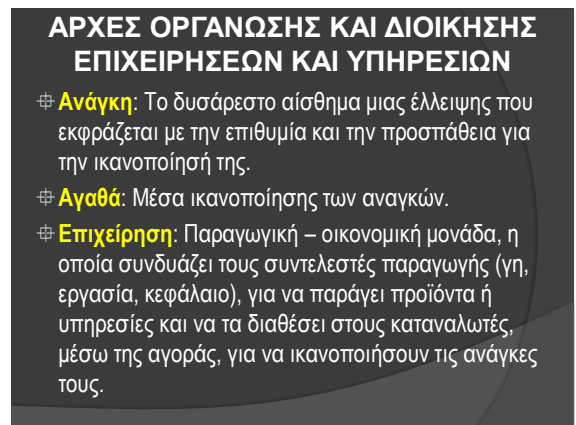 ΑΡΧΕΣ ΟΡΓΑΝΩΣΗΣ ΚΑΙ ΔΙΟΙΚΗΣΗΣ
ΕΠΙΧΕΙΡΗΣΕΩΝ ΚΑΙ ΥΠΗΡΕΣΙΩΝ
Ανάγκη: Το δυσάρεστο αίσθημα μιας έλλειψης που
εκφράζεται με την επιθυμία και την προσπάθεια για
την ικανοποίησή της.
Αγαθά: Μέσα ικανοποίησης των αναγκών.
Επιχείρηση: Παραγωγική – οικονομική μονάδα, η
οποία συνδυάζει τους συντελεστές παραγωγής (γη,
εργασία, κεφάλαιο), για να παράγει προϊόντα ή
υπηρεσίες και να τα διαθέσει στους καταναλωτές,
μέσω της αγοράς, για να ικανοποιήσουν τις ανάγκες
τους.